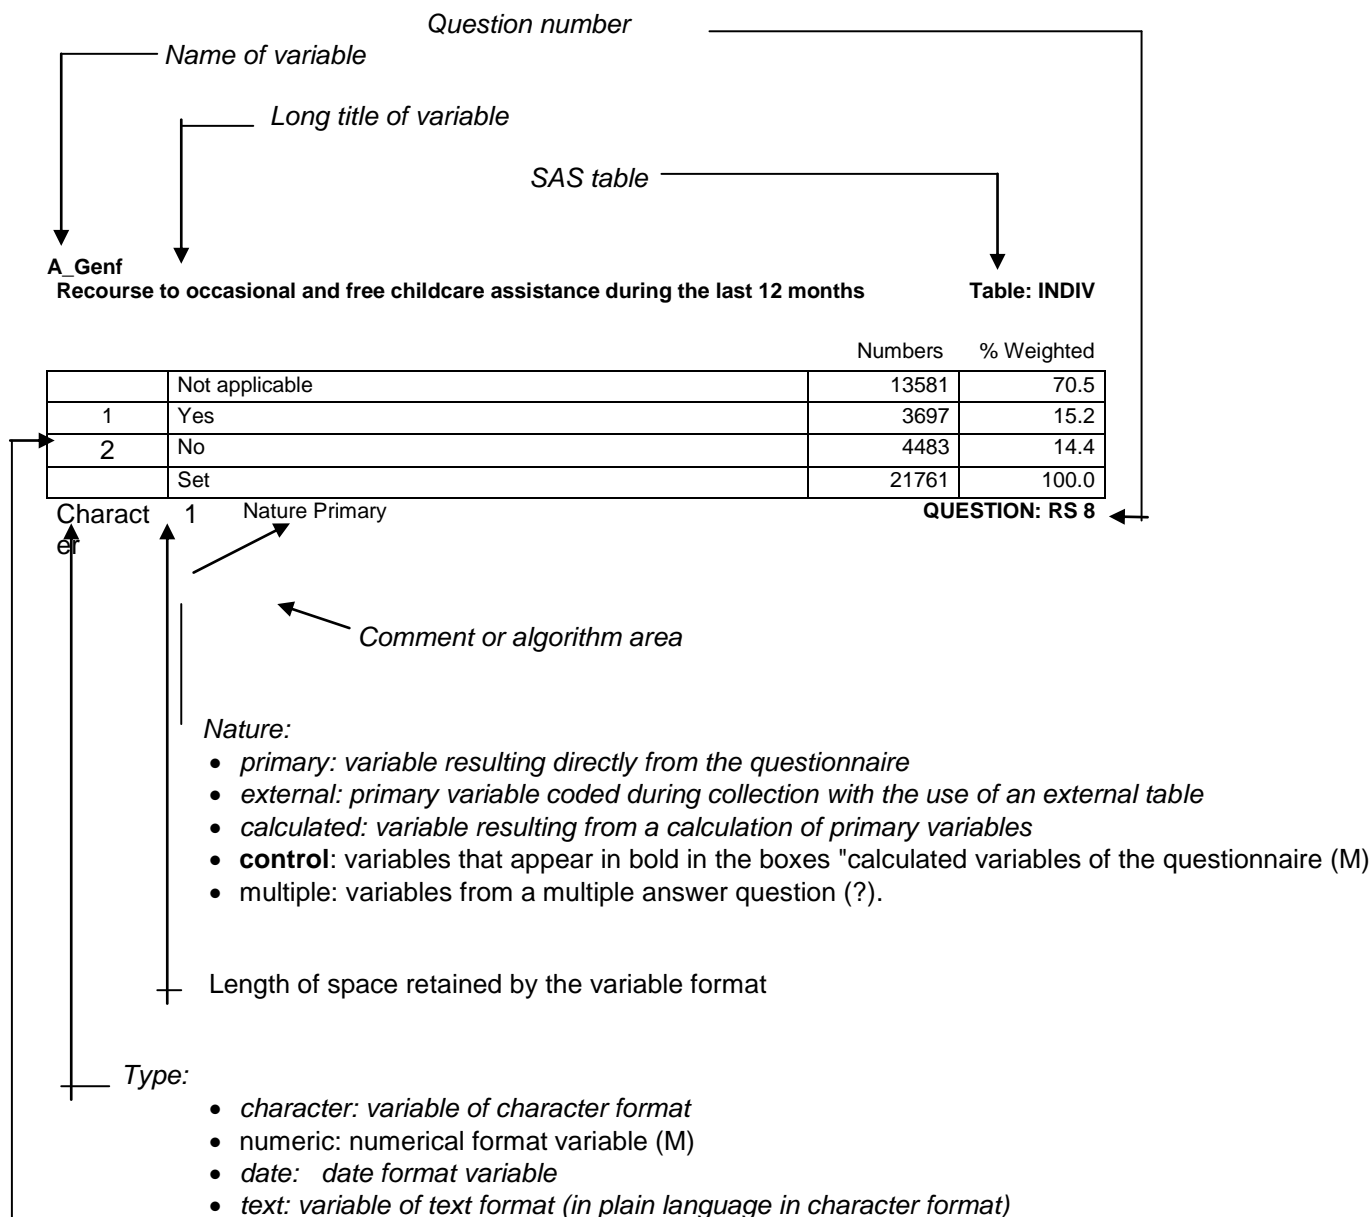 Question number
Name of variable
Long title of variable
SAS table
A_Genf
Recourse to occasional and free childcare assistance during the last 12 months Table: INDIV
Numbers % Weighted
Not applicable 13581 70.5
1 Yes 3697 15.2
2 No 4483 14.4
Set 21761 100.0
Charact 1 Nature Primary QUESTION: RS 8
er
Comment or algorithm area
Nature:
• primary: variable resulting directly from the questionnaire
• external: primary variable coded during collection with the use of an external table
• calculated: variable resulting from a calculation of primary variables
• control: variables that appear in bold in the boxes "calculated variables of the questionnaire (M)
• multiple: variables from a multiple answer question (?).
Length of space retained by the variable format
Type:
• character: variable of character format
• numeric: numerical format variable (M)
• date: date format variable
• text: variable of text format (in plain language in character format)